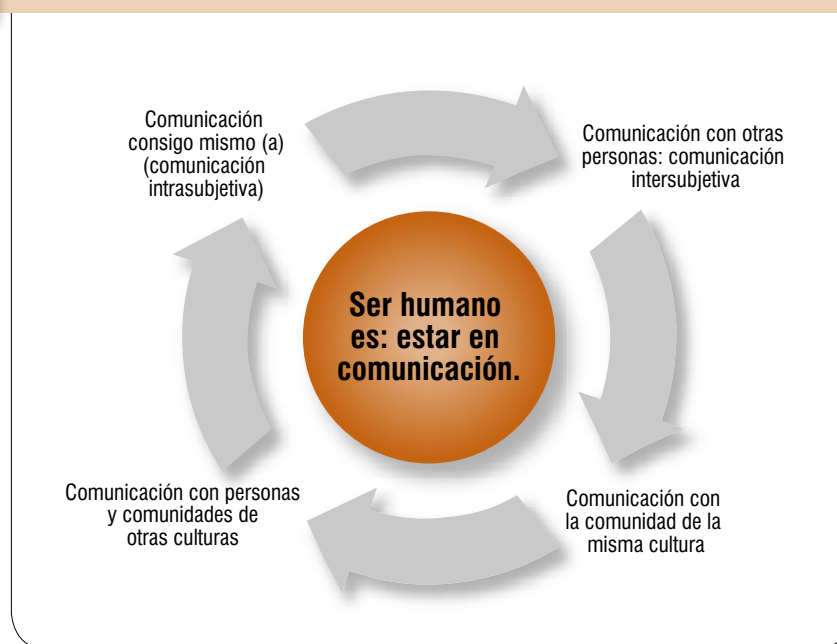 Comunicación
consigo mismo (a)
(comunicación
intrasubjetiva)
Comunicación con otras
personas: comunicación
intersubjetiva
Ser humano
es: estar en
comunicación.
Comunicación con personas
y comunidades de
otras culturas
Comunicación con
la comunidad de la
misma cultura